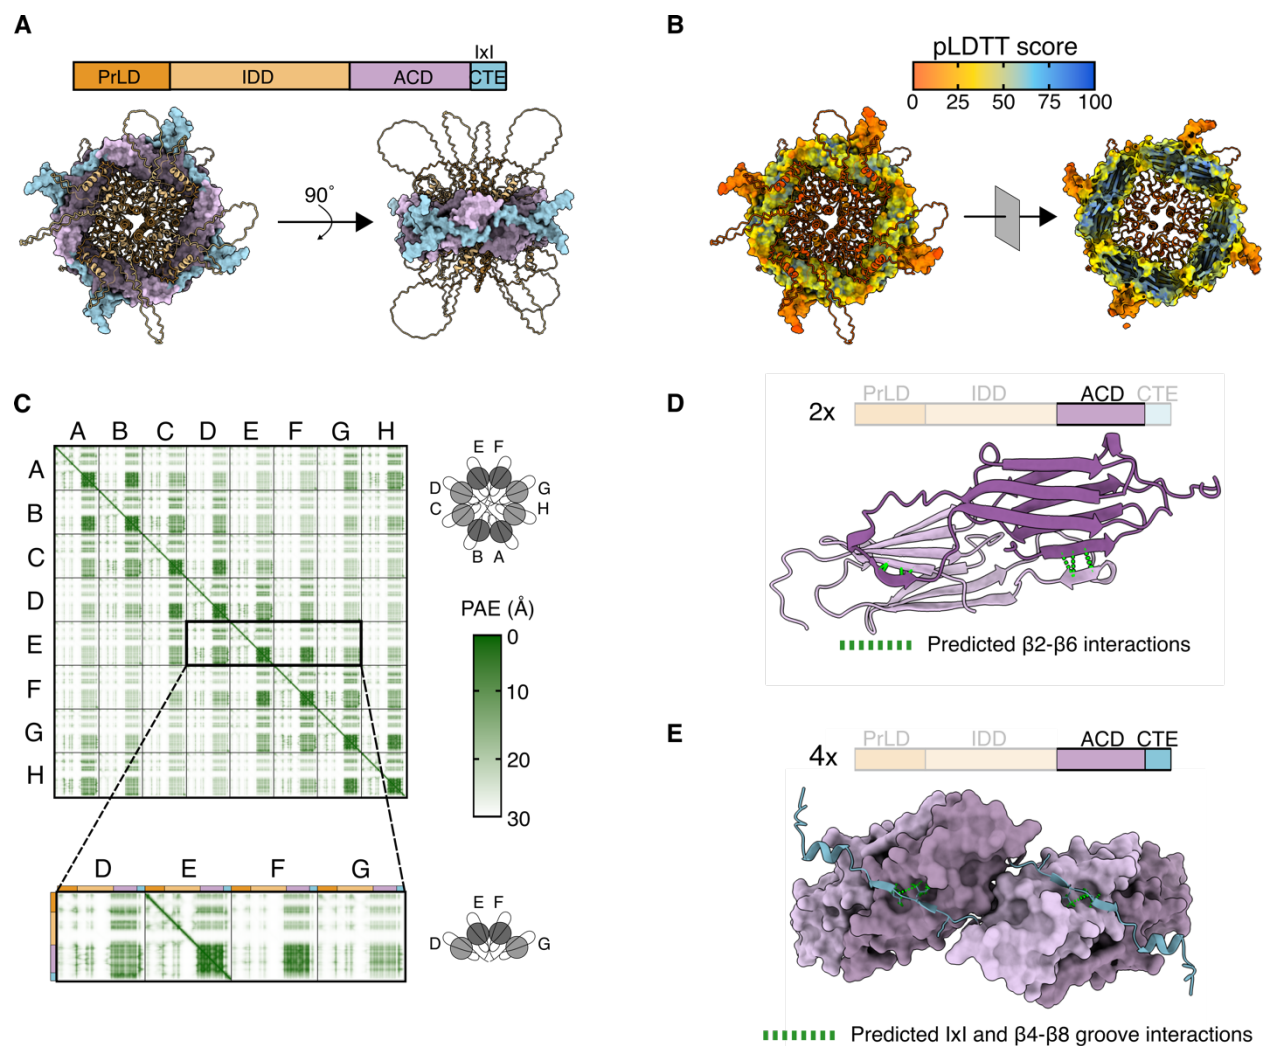 A
IxI
PrLD IDD ACD CTE
90°
B
pLDTT score
0 25 50 75 100
C
A B C D E F G H
A
B
C
D
E
F
G
H
E F
D G
C H
B A
PAE (Å)
0
10
20
30
D E F G
E F
D G
D
PrLD IDD ACD CTE
2x
Predicted β2-β6 interactions
E
PrLD IDD ACD CTE
4x
Predicted IxI and β4-β8 groove interactions